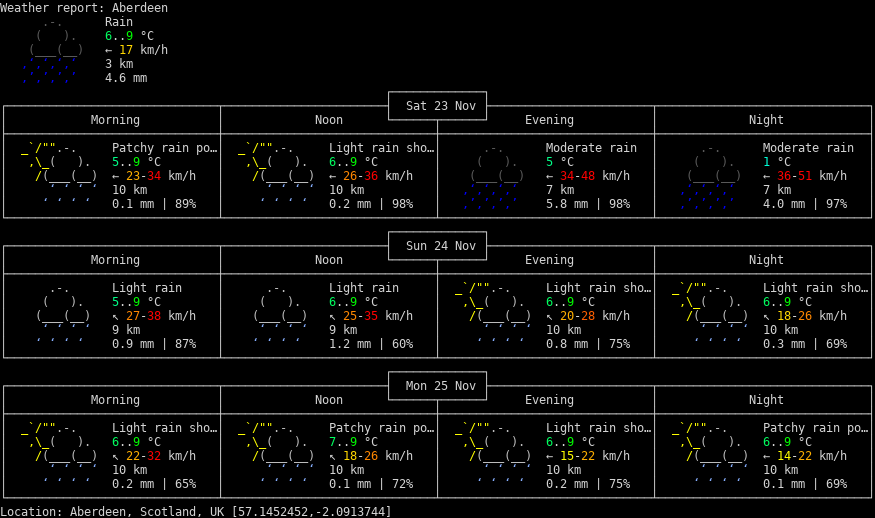 Weather report: Aberdeen
Rain
6..9 °C
← 17 km/h
3 km
4.6 mm
Sat 23 Nov
Morning Noon Evening Night
Patchy rain po… Light rain sho… Moderate rain Moderate rain
5..9 °C 6..9 °C 5 °C 1 °C
← 23-34 km/h ← 26-36 km/h ← 34-48 km/h ← 36-51 km/h
10 km 10 km 7 km 7 km
0.1 mm | 89% 0.2 mm | 98% 5.8 mm | 98% 4.0 mm | 97%
Sun 24 Nov
Morning Noon Evening Night
Light rain Light rain Light rain sho… Light rain sho…
5..9 °C 6..9 °C 6..9 °C 6..9 °C
↖ 27-38 km/h ↖ 25-35 km/h ↖ 20-28 km/h ↖ 18-26 km/h
9 km 9 km 10 km 10 km
0.9 mm | 87% 1.2 mm | 60% 0.8 mm | 75% 0.3 mm | 69%
Mon 25 Nov
Morning Noon Evening Night
Light rain sho… Patchy rain po… Light rain sho… Patchy rain po…
6..9 °C 7..9 °C 6..9 °C 6..9 °C
↖ 22-32 km/h ↖ 18-26 km/h ← 15-22 km/h ← 14-22 km/h
10 km 10 km 10 km 10 km
0.2 mm | 65% 0.1 mm | 72% 0.2 mm | 75% 0.1 mm | 69%
Location: Aberdeen, Scotland, UK [57.1452452,-2.0913744]